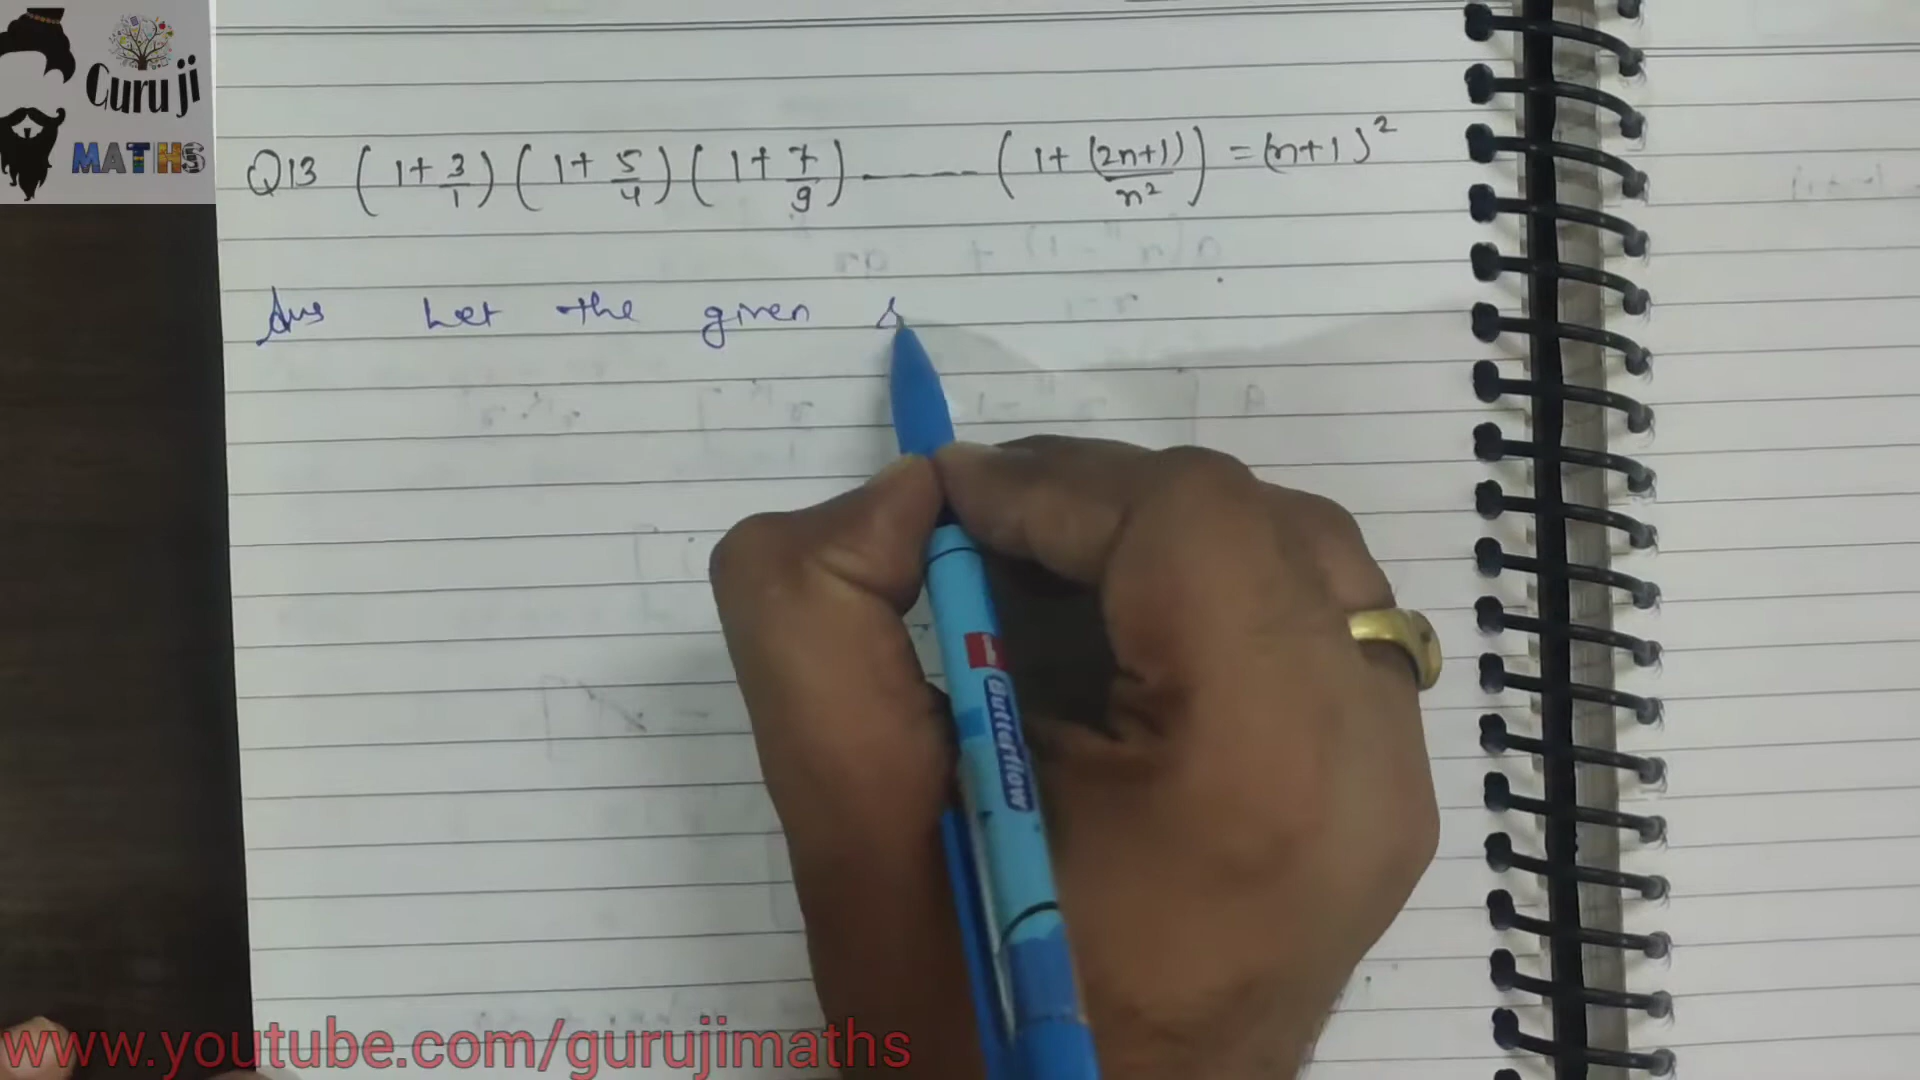 Guru ji
MATHS
Q13 (1+3/1)(1+5/4)(1+7/9)------(1+(2n+1)/n²) = (n+1)²
Ans Let the given s
Butterflow
www.youtube.com/gurujimaths